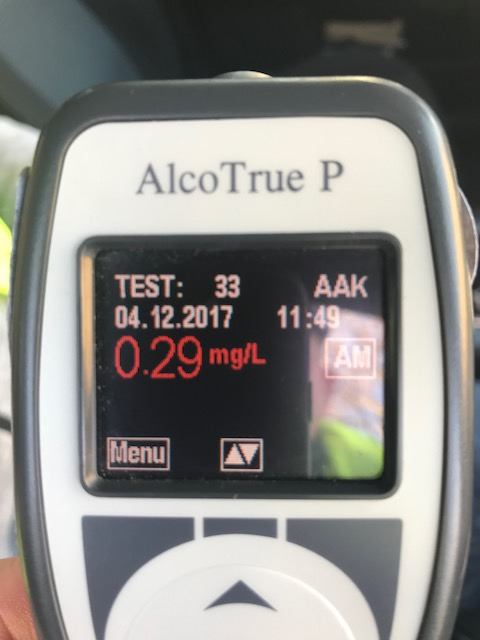 AlcoTrue P
TEST: 33 AAK
04.12.2017 11:49
0.29 mg/L AM
Menu